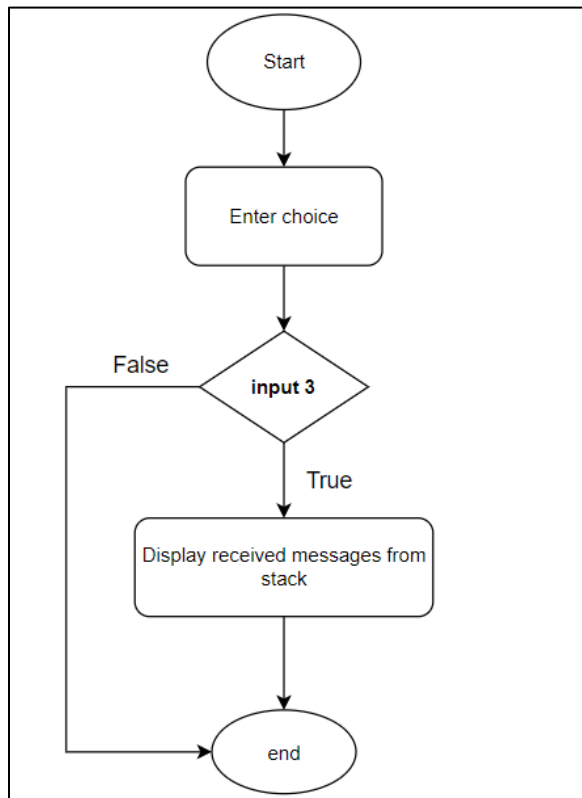 Start
Enter choice
False
input 3
True
Display received messages from
stack
end